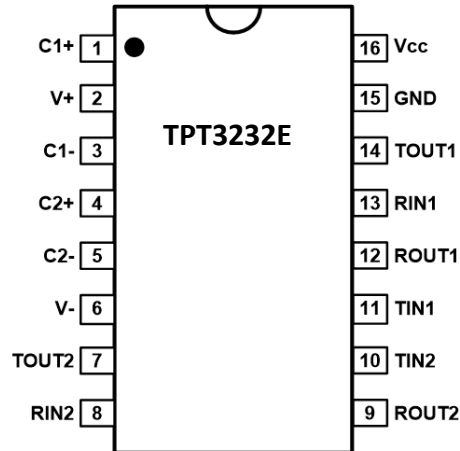 C1+ 1 16 Vcc
V+ 2 15 GND
TPT3232E
C1- 3 14 TOUT1
C2+ 4 13 RIN1
C2- 5 12 ROUT1
V- 6 11 TIN1
TOUT2 7 10 TIN2
RIN2 8 9 ROUT2